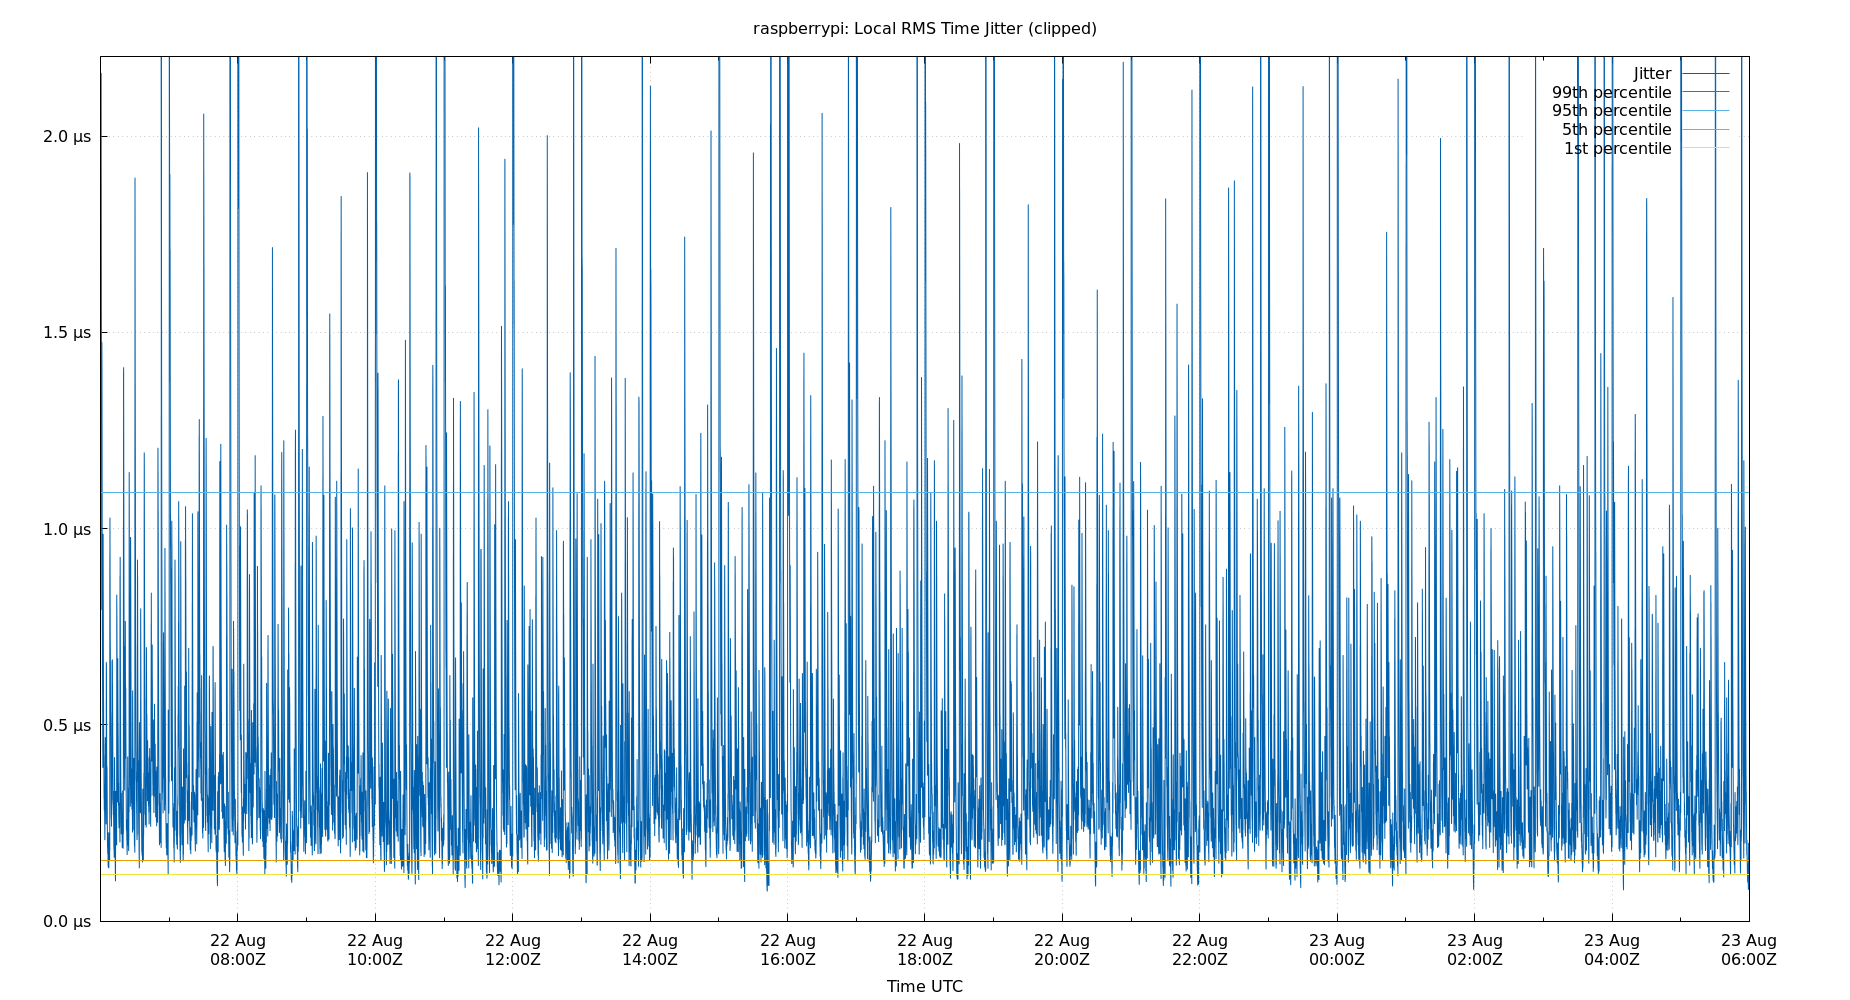 raspberrypi: Local RMS Time Jitter (clipped)
Jitter
99th percentile
95th percentile
5th percentile
1st percentile
2.0 µs
1.5 µs
1.0 µs
0.5 µs
0.0 µs
22 Aug 22 Aug 22 Aug 22 Aug 22 Aug 22 Aug 22 Aug 22 Aug 23 Aug 23 Aug 23 Aug 23 Aug
08:00Z 10:00Z 12:00Z 14:00Z 16:00Z 18:00Z 20:00Z 22:00Z 00:00Z 02:00Z 04:00Z 06:00Z
Time UTC